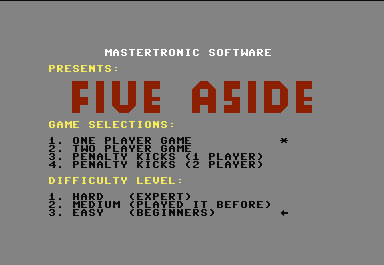 MASTERTRONIC SOFTWARE
PRESENTS:
FIVE ASIDE
GAME SELECTIONS:
1. ONE PLAYER GAME *
2. TWO PLAYER GAME
3. PENALTY KICKS (1 PLAYER)
4. PENALTY KICKS (2 PLAYER)
DIFFICULTY LEVEL:
1. HARD (EXPERT)
2. MEDIUM (PLAYED IT BEFORE)
3. EASY (BEGINNERS) ←